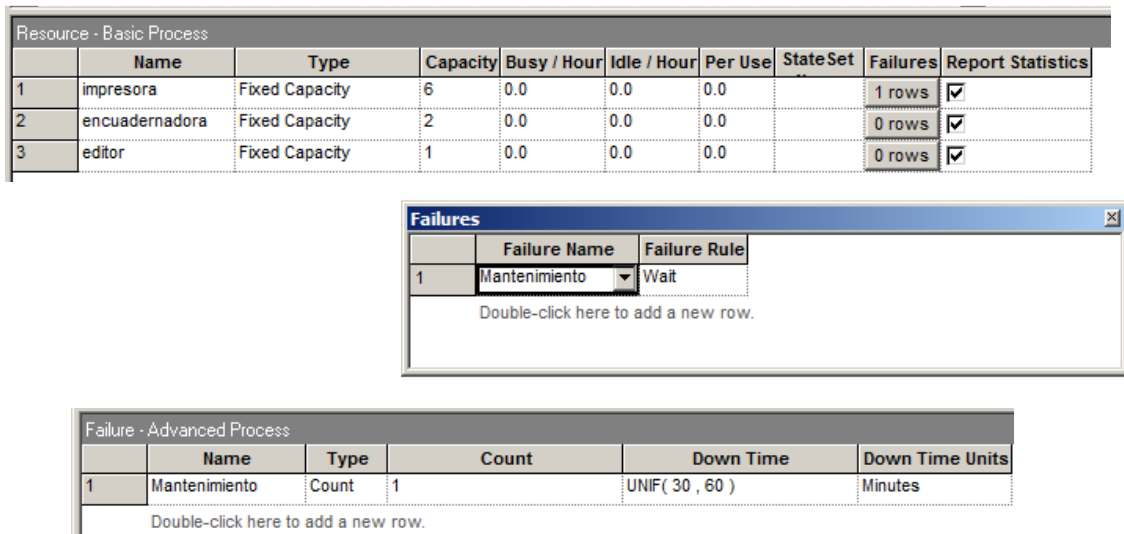 Resource - Basic Process
Name Type Capacity Busy / Hour Idle / Hour Per Use StateSet Failures Report Statistics
1 impresora Fixed Capacity 6 0.0 0.0 0.0 1 rows
2 encuadernadora Fixed Capacity 2 0.0 0.0 0.0 0 rows
3 editor Fixed Capacity 1 0.0 0.0 0.0 0 rows
Failures
Failure Name Failure Rule
1 Mantenimiento Wait
Double-click here to add a new row.
Failure - Advanced Process
Name Type Count Down Time Down Time Units
1 Mantenimiento Count 1 UNIF( 30 , 60 ) Minutes
Double-click here to add a new row.